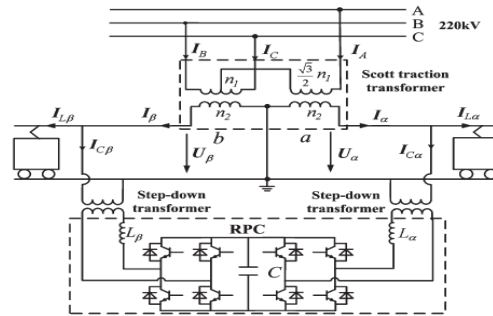 A
B 220kV
C
I_B I_C I_A
√3/2 n_1
n_1
Scott traction
transformer
n_2 n_2
I_Lβ I_β b a I_α I_Lα
I_Cβ U_β U_α I_Cα
Step-down
transformer
Step-down
transformer
RPC
L_β C L_α